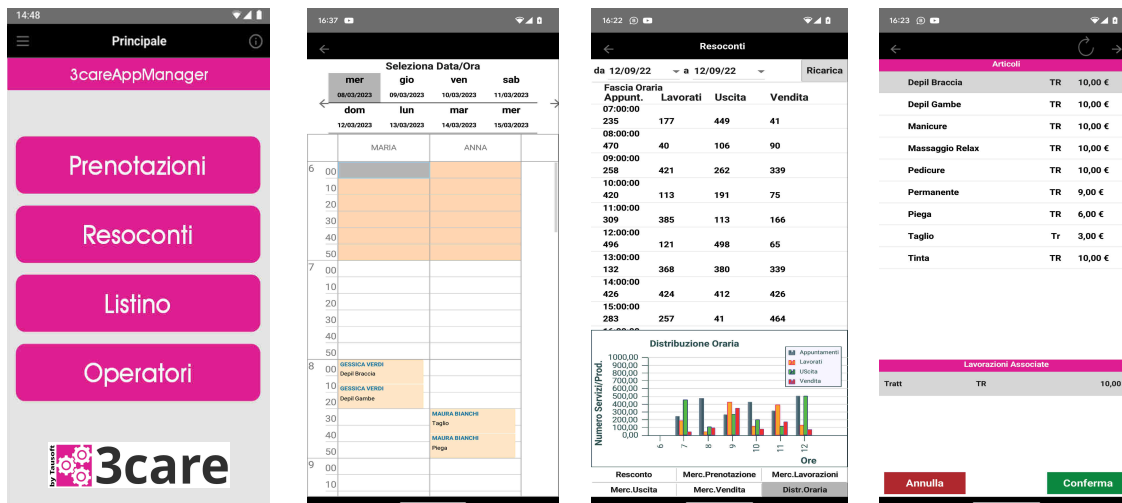 14:48
Principale
3careAppManager
Prenotazioni
Resoconti
Listino
Operatori
by Tausoft
3care
16:37
Seleziona Data/Ora
mer gio ven sab
08/03/2023 09/03/2023 10/03/2023 11/03/2023
dom lun mar mer
12/03/2023 13/03/2023 14/03/2023 15/03/2023
MARIA ANNA
6 00
10
20
30
40
50
7 00
10
20
30
40
50
8 00 GESSICA VERDI
Depil Braccia
10 GESSICA VERDI
20 Depil Gambe
30 MAURA BIANCHI
Taglio
40 MAURA BIANCHI
50 Piega
9 00
10
16:22
Resoconti
da 12/09/22 a 12/09/22 Ricarica
Fascia Oraria
Appunt. Lavorati Uscita Vendita
07:00:00
235 177 449 41
08:00:00
470 40 106 90
09:00:00
258 421 262 339
10:00:00
420 113 191 75
11:00:00
309 385 113 166
12:00:00
496 121 498 65
13:00:00
132 368 380 339
14:00:00
426 424 412 426
15:00:00
283 257 41 464
Distribuzione Oraria
Numero Servizi/Prod.
1000,00
900,00
800,00
700,00
600,00
500,00
400,00
300,00
200,00
100,00
0,00
Appuntamenti
Lavorati
UScita
Vendita
6 7 8 9 10 11 12
Ore
Resconto Merc.Prenotazione Merc.Lavorazioni
Merc.Uscita Merc.Vendita Distr.Oraria
16:23
Articoli
Depil Braccia TR 10,00 €
Depil Gambe TR 10,00 €
Manicure TR 10,00 €
Massaggio Relax TR 10,00 €
Pedicure TR 10,00 €
Permanente TR 9,00 €
Piega TR 6,00 €
Taglio Tr 3,00 €
Tinta TR 10,00 €
Lavorazioni Associate
Tratt TR 10,00
Annulla Conferma